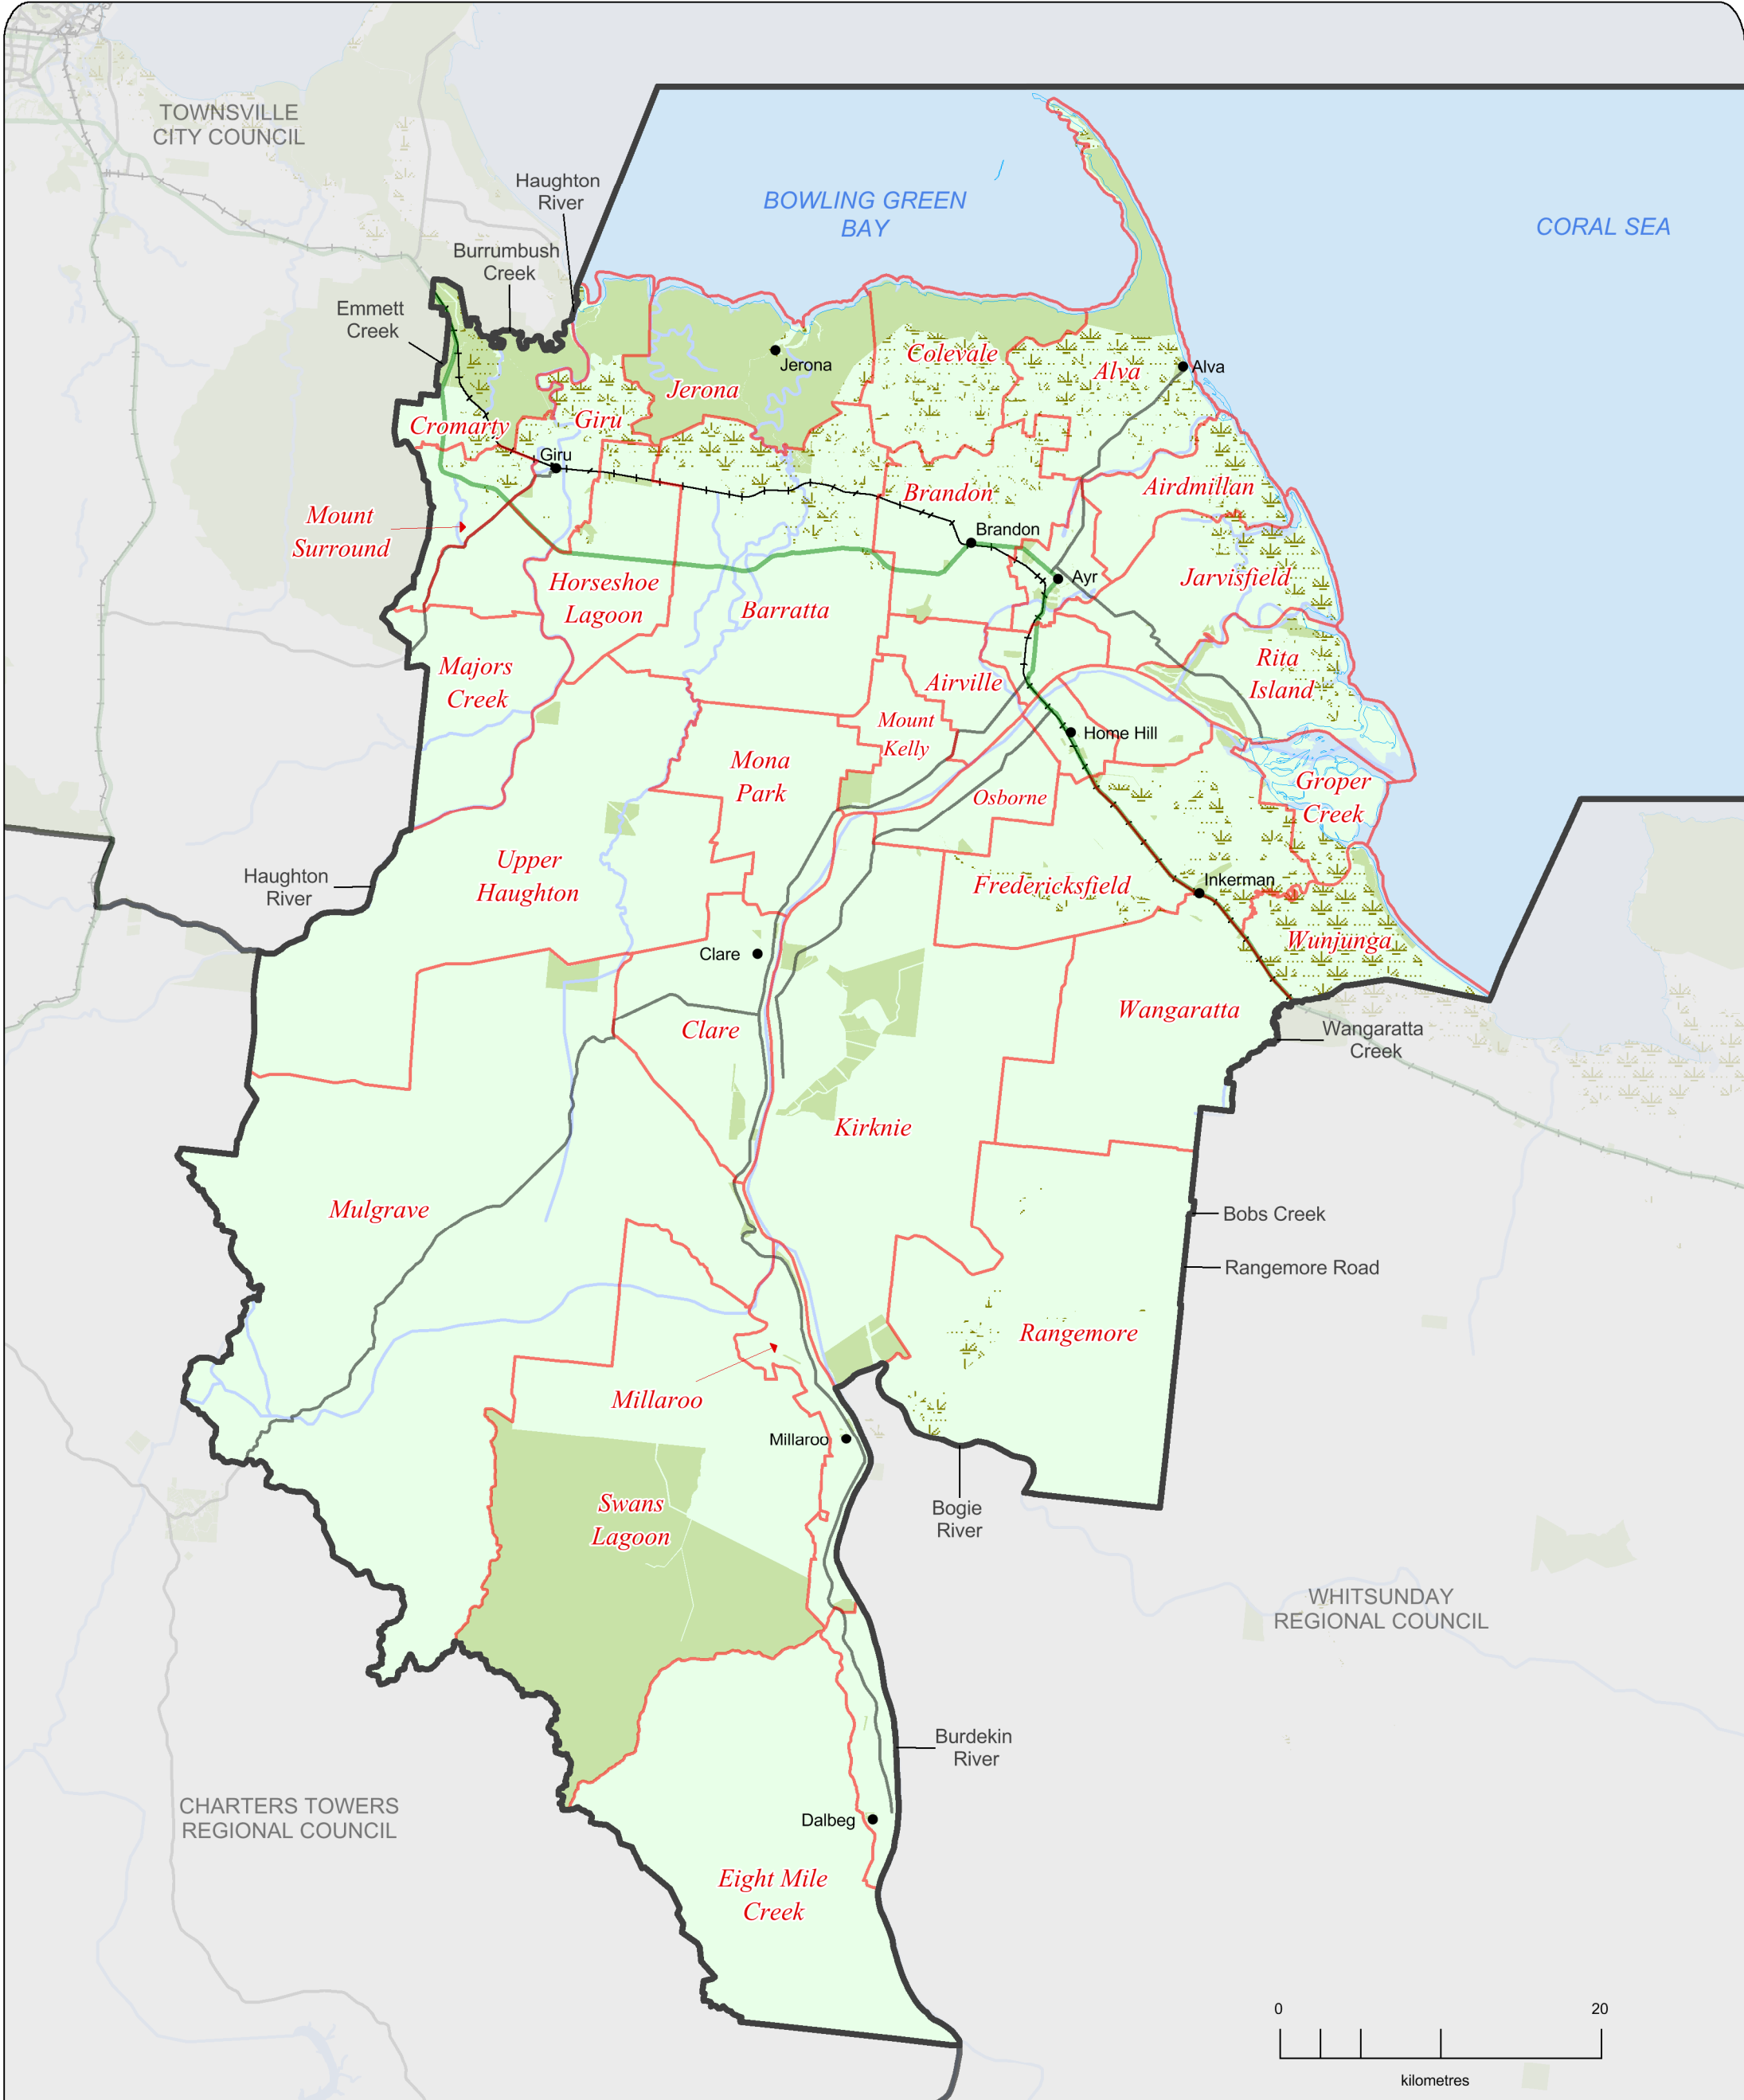 TOWNSVILLE
CITY COUNCIL
Haughton
River
BOWLING GREEN
BAY
CORAL SEA
Burrumbush
Creek
Emmett
Creek
Jerona
Colevale
Alva
Alva
Jerona
Cromarty
Giru
Giru
Mount
Surround
Brandon
Airdmillan
Brandon
Ayr
Horseshoe
Lagoon
Barratta
Jarvisfield
Majors
Creek
Airville
Rita
Island
Mount
Kelly
Home Hill
Mona
Park
Osborne
Groper
Creek
Upper
Haughton
Haughton
River
Fredericksfield
Inkerman
Wunjunga
Clare
Clare
Wangaratta
Wangaratta
Creek
Kirknie
Mulgrave
Bobs Creek
Rangemore Road
Rangemore
Millaroo
Millaroo
Swans
Lagoon
Bogie
River
WHITSUNDAY
REGIONAL COUNCIL
Burdekin
River
CHARTERS TOWERS
REGIONAL COUNCIL
Dalbeg
Eight Mile
Creek
0 20
kilometres